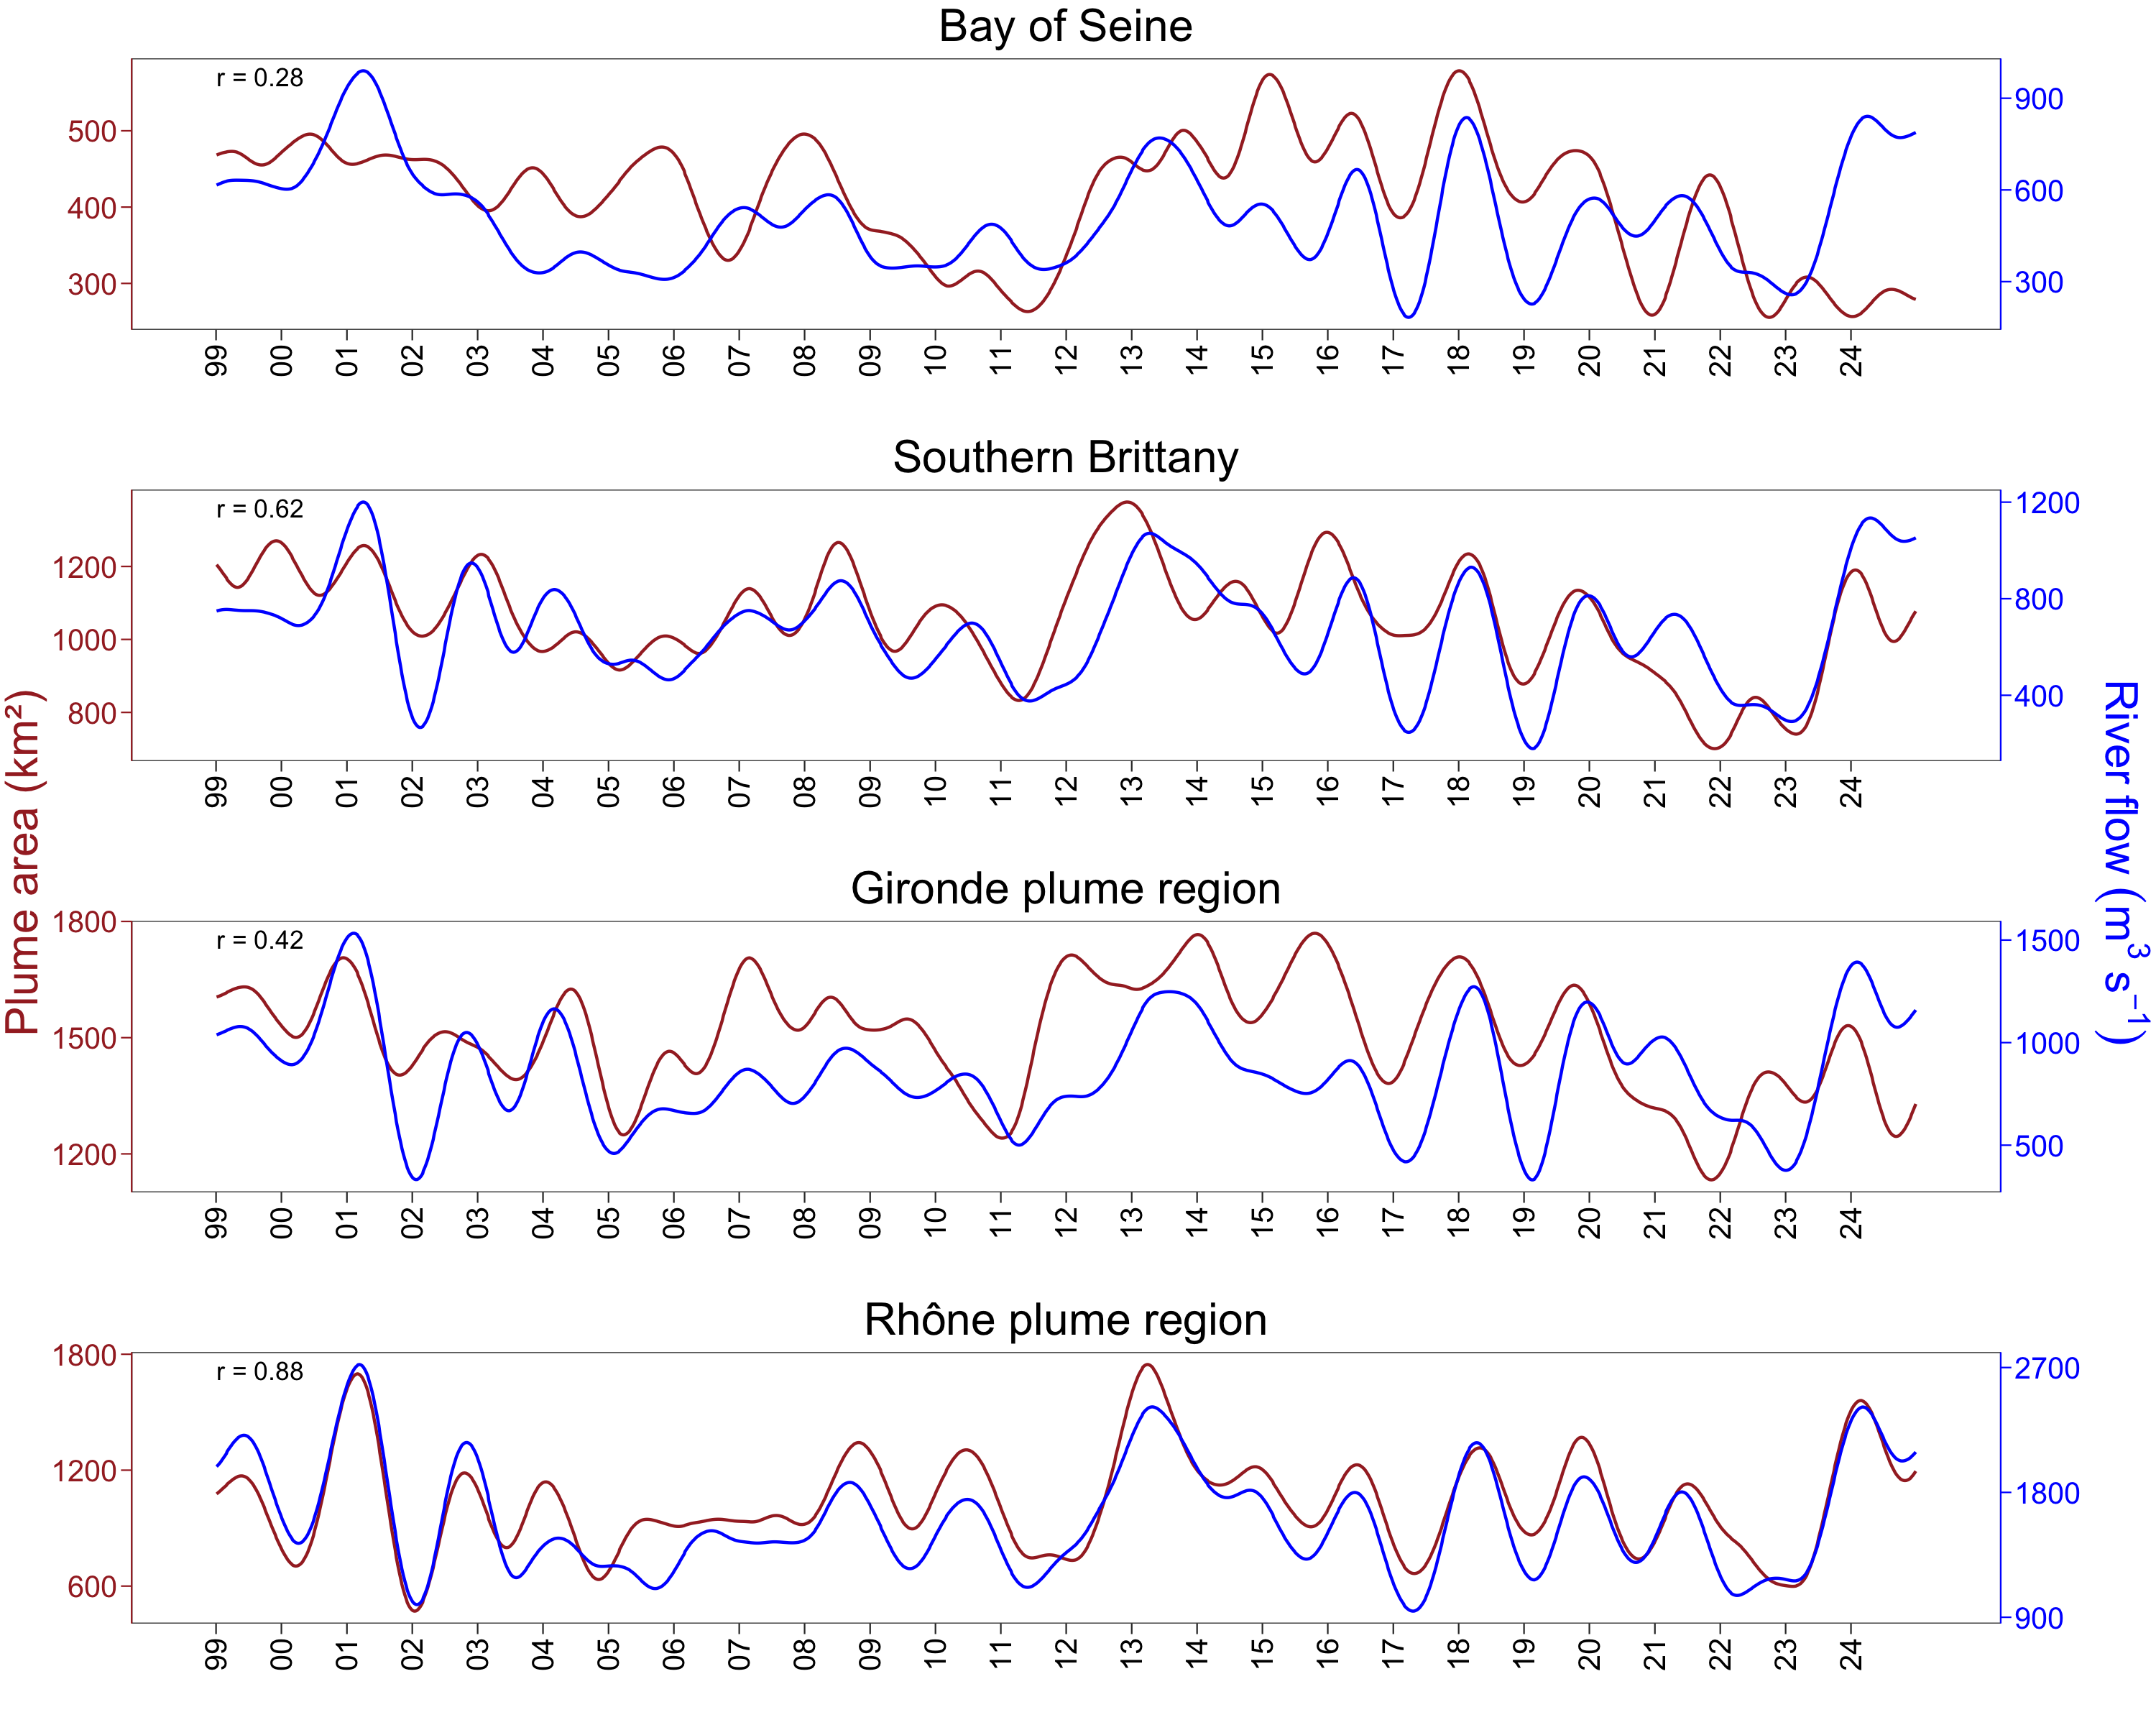 Bay of Seine
r = 0.28
500
400
300
900
600
300
99 00 01 02 03 04 05 06 07 08 09 10 11 12 13 14 15 16 17 18 19 20 21 22 23 24
Southern Brittany
r = 0.62
1200
1000
800
1200
800
400
99 00 01 02 03 04 05 06 07 08 09 10 11 12 13 14 15 16 17 18 19 20 21 22 23 24
Plume area (km²)
River flow (m³ s⁻¹)
Gironde plume region
r = 0.42
1800
1500
1200
1500
1000
500
99 00 01 02 03 04 05 06 07 08 09 10 11 12 13 14 15 16 17 18 19 20 21 22 23 24
Rhône plume region
r = 0.88
1800
1200
600
2700
1800
900
99 00 01 02 03 04 05 06 07 08 09 10 11 12 13 14 15 16 17 18 19 20 21 22 23 24